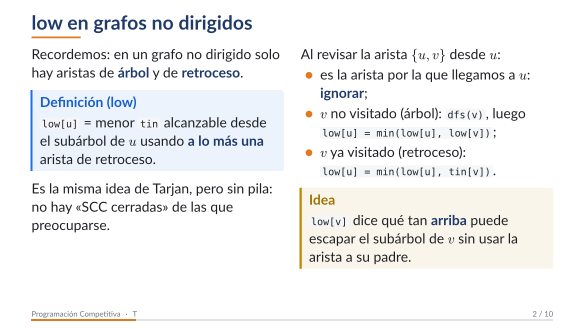 low en grafos no dirigidos
Recordemos: en un grafo no dirigido solo
hay aristas de árbol y de retroceso.
Definición (low)
low[u] = menor tin alcanzable desde
el subárbol de u usando a lo más una
arista de retroceso.
Es la misma idea de Tarjan, pero sin pila:
no hay «SCC cerradas» de las que
preocuparse.
Al revisar la arista {u, v} desde u:
• es la arista por la que llegamos a u:
ignorar;
• v no visitado (árbol): dfs(v), luego
low[u] = min(low[u], low[v]);
• v ya visitado (retroceso):
low[u] = min(low[u], tin[v]).
Idea
low[v] dice qué tan arriba puede
escapar el subárbol de v sin usar la
arista a su padre.
Programación Competitiva · T
2 / 10